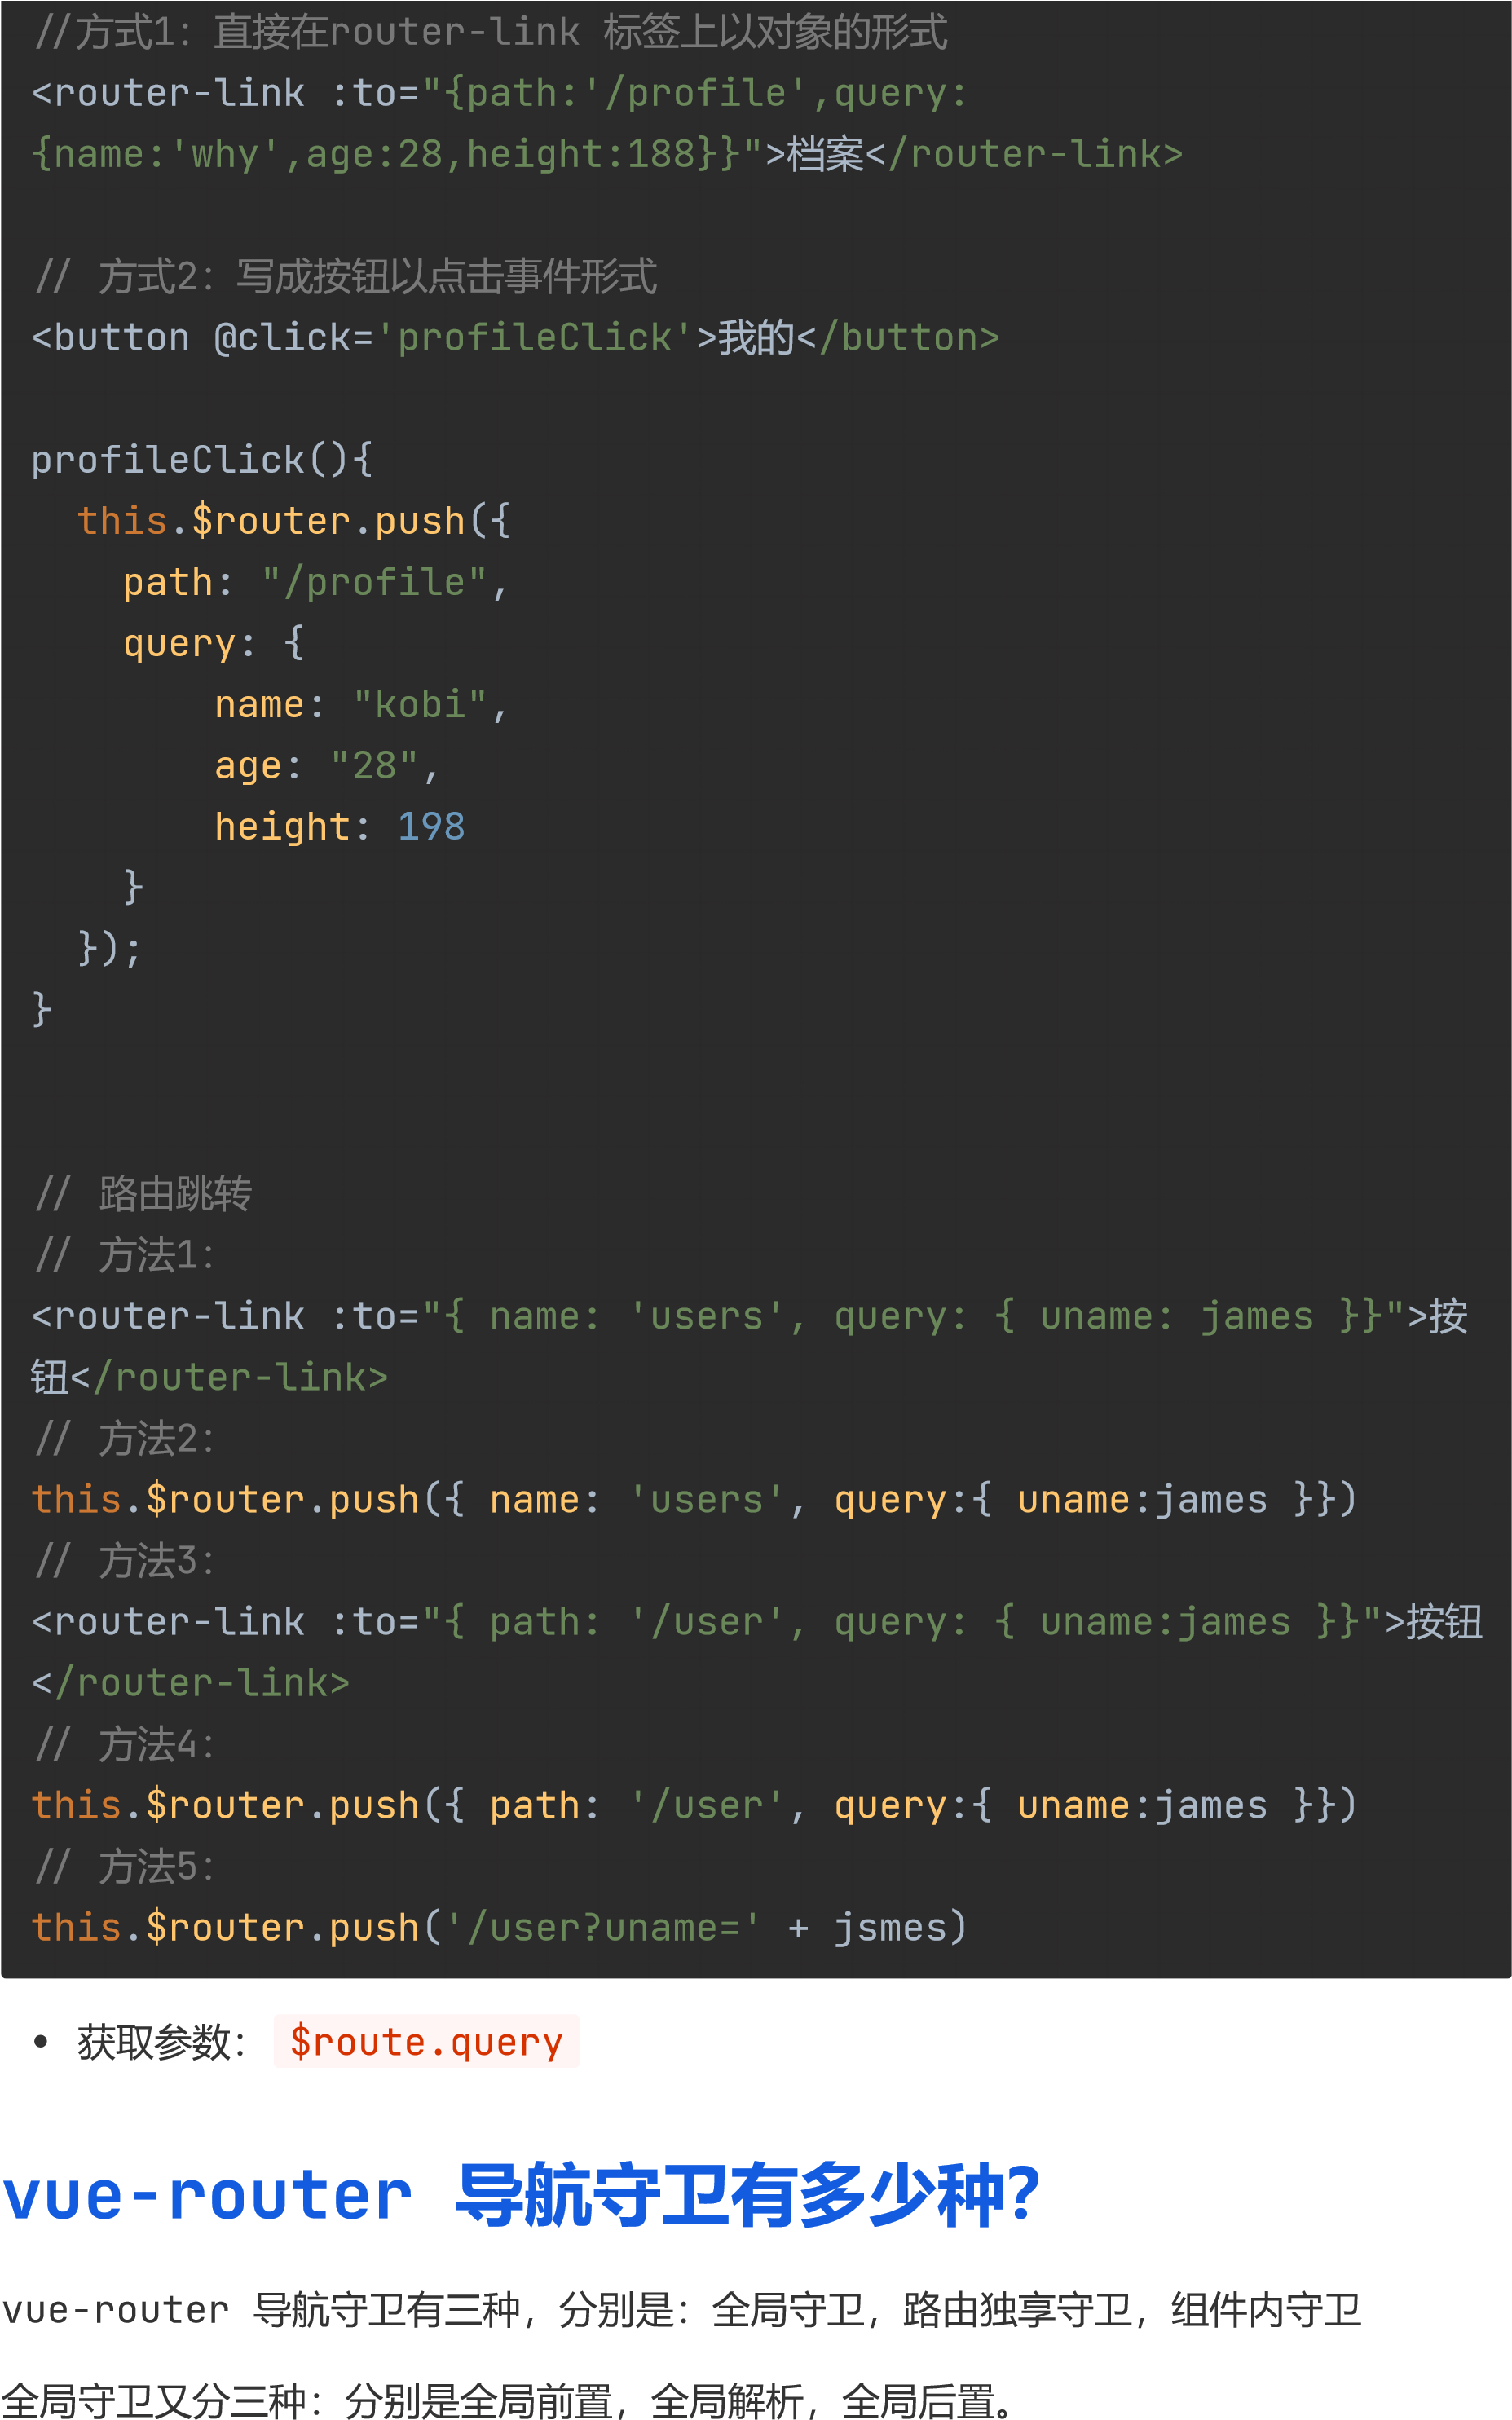 //方式1：直接在router-link 标签上以对象的形式
<router-link :to="{path:'/profile',query:
{name:'why',age:28,height:188}}">档案</router-link>
// 方式2：写成按钮以点击事件形式
<button @click='profileClick'>我的</button>
profileClick(){
  this.$router.push({
    path: "/profile",
    query: {
        name: "kobi",
        age: "28",
        height: 198
    }
  });
}
// 路由跳转
// 方法1：
<router-link :to="{ name: 'users', query: { uname: james }}">按
钮</router-link>
// 方法2：
this.$router.push({ name: 'users', query:{ uname:james }})
// 方法3：
<router-link :to="{ path: '/user', query: { uname:james }}">按钮
</router-link>
// 方法4：
this.$router.push({ path: '/user', query:{ uname:james }})
// 方法5：
this.$router.push('/user?uname=' + jsmes)
• 获取参数： $route.query
vue-router 导航守卫有多少种？
vue-router 导航守卫有三种，分别是：全局守卫，路由独享守卫，组件内守卫
全局守卫又分三种：分别是全局前置，全局解析，全局后置。